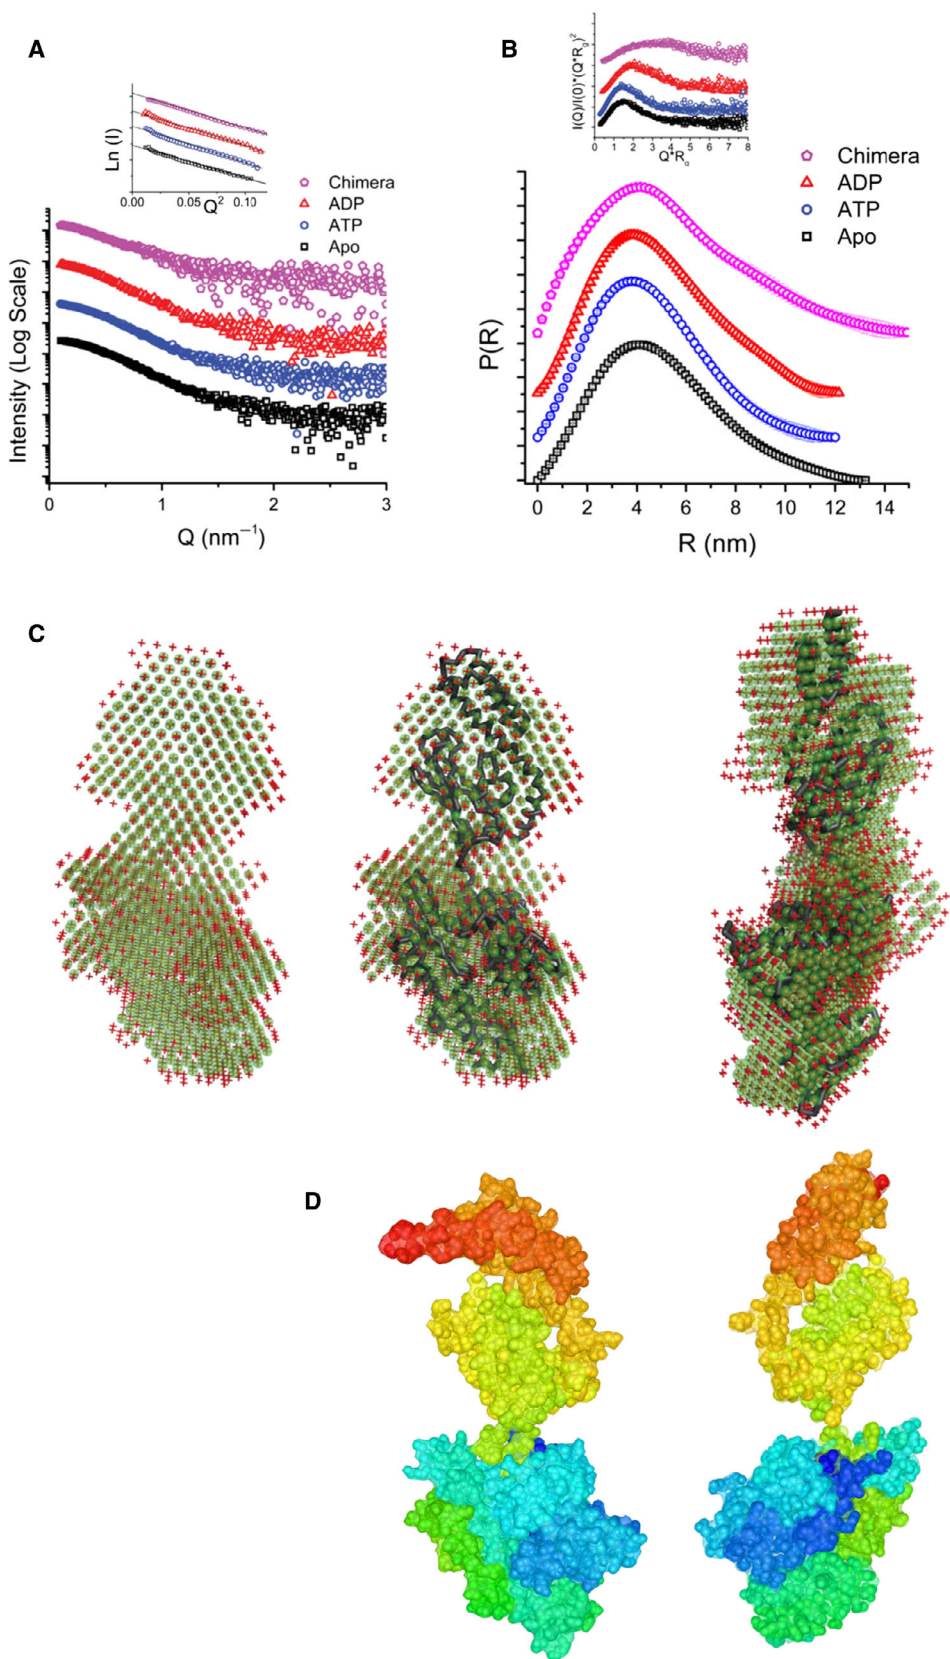 A
Ln (I)
0.00 0.05 0.10
Q2
Chimera
ADP
ATP
Apo
Intensity (Log Scale)
0 1 2 3
Q (nm−1)
B
I(Q)/I(0)*(Q*Rg)2
0 1 2 3 4 5 6 7 8
Q*Rg
Chimera
ADP
ATP
Apo
P(R)
0 2 4 6 8 10 12 14
R (nm)
C
D